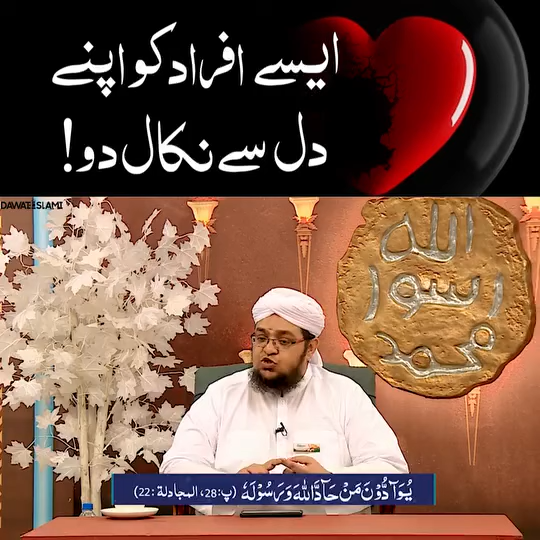 ایسے افراد کو اپنے
دل سے نکال دو!
DAWATEISLAMI
الله
رسول
محمد
يُوَآدُّوْنَ مَنْ حَآدَّ اللّٰهَ وَ رَسُوْلَهٗ (پ:28، المجادلة :22)